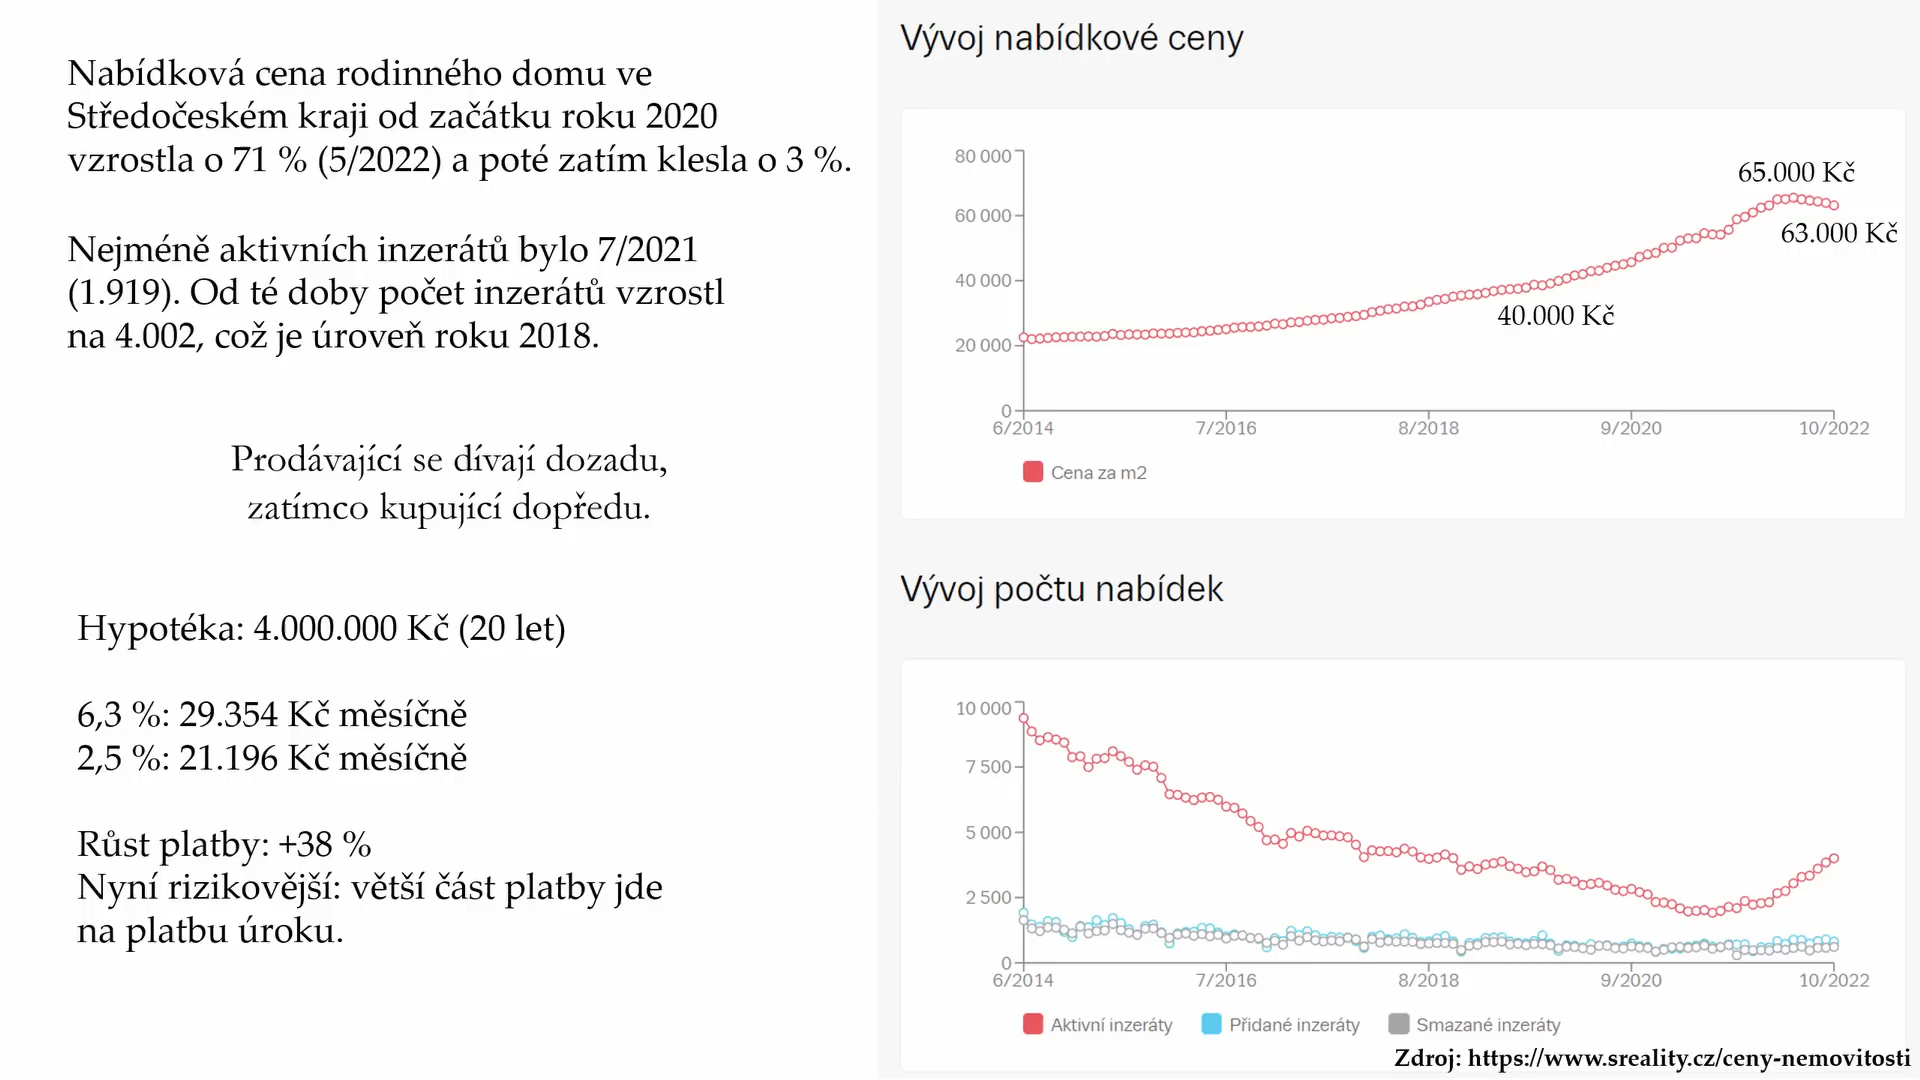 Nabídková cena rodinného domu ve
Středočeském kraji od začátku roku 2020
vzrostla o 71 % (5/2022) a poté zatím klesla o 3 %.
Nejméně aktivních inzerátů bylo 7/2021
(1.919). Od té doby počet inzerátů vzrostl
na 4.002, což je úroveň roku 2018.
Prodávající se dívají dozadu,
zatímco kupující dopředu.
Hypotéka: 4.000.000 Kč (20 let)
6,3 %: 29.354 Kč měsíčně
2,5 %: 21.196 Kč měsíčně
Růst platby: +38 %
Nyní rizikovější: větší část platby jde
na platbu úroku.
Vývoj nabídkové ceny
80 000
60 000
40 000
20 000
0
65.000 Kč
63.000 Kč
40.000 Kč
6/2014 7/2016 8/2018 9/2020 10/2022
Cena za m2
Vývoj počtu nabídek
10 000
7 500
5 000
2 500
0
6/2014 7/2016 8/2018 9/2020 10/2022
Aktivní inzeráty Přidané inzeráty Smazané inzeráty
Zdroj: https://www.sreality.cz/ceny-nemovitosti